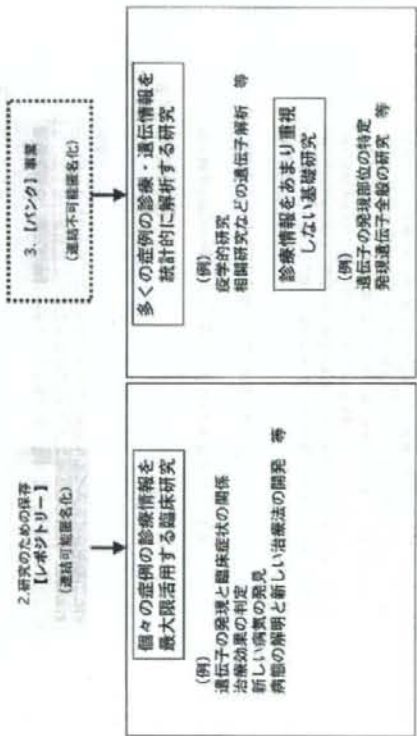 2.研究のための保存
【レポジトリー】
(連結可能匿名化)
個々の症例の診療情報を
最大限活用する臨床研究
(例)
遺伝子の発現と臨床症状の関係
治療効果の判定
新しい病気の発見
病態の解明と新しい治療法の開発 等
3.【バンク】事業
(連結不可能匿名化)
多くの症例の診療・遺伝情報を
統計的に解析する研究
(例)
疫学的研究
相関研究などの遺伝子解析 等
診療情報をあまり重視
しない基礎研究
(例)
遺伝子の発現部位の特定
発現遺伝子全般の研究 等